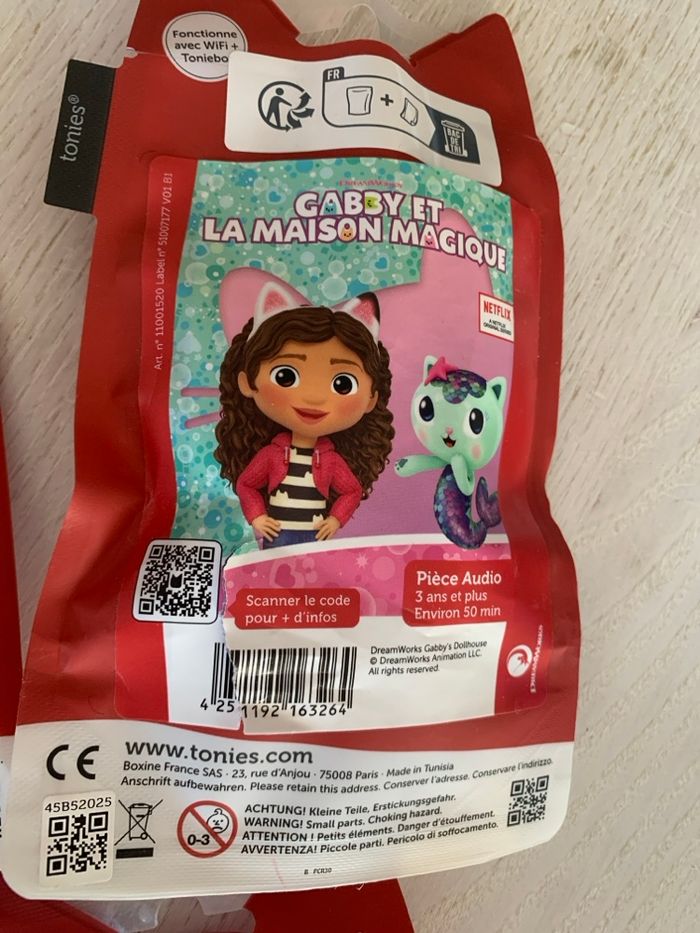 Fonctionne
avec WiFi +
tonies®
FR
BAC
DE
TRI
Art. n° 11001520 Label n° 51007177 V01 B1
DREAMWORKS
GABBY ET
LA MAISON MAGIQUE
NETFLIX
A NETFLIX
ORIGINAL SERIES
Scanner le code
pour + d'infos
Pièce Audio
3 ans et plus
Environ 50 min
DreamWorks Gabby's Dollhouse
© DreamWorks Animation LLC.
All rights reserved.
DREAMWORKS
4 251192 163264
CE
www.tonies.com
Boxine France SAS · 23, rue d'Anjou · 75008 Paris · Made in Tunisia
Anschrift aufbewahren. Please retain this address. Conserver l'adresse. Conservare l'indirizzo.
45B52025
0-3
ACHTUNG! Kleine Teile, Erstickungsgefahr.
WARNING! Small parts. Choking hazard.
ATTENTION ! Petits éléments. Danger d'étouffement.
AVVERTENZA! Piccole parti. Pericolo di soffocamento.
B PCR30